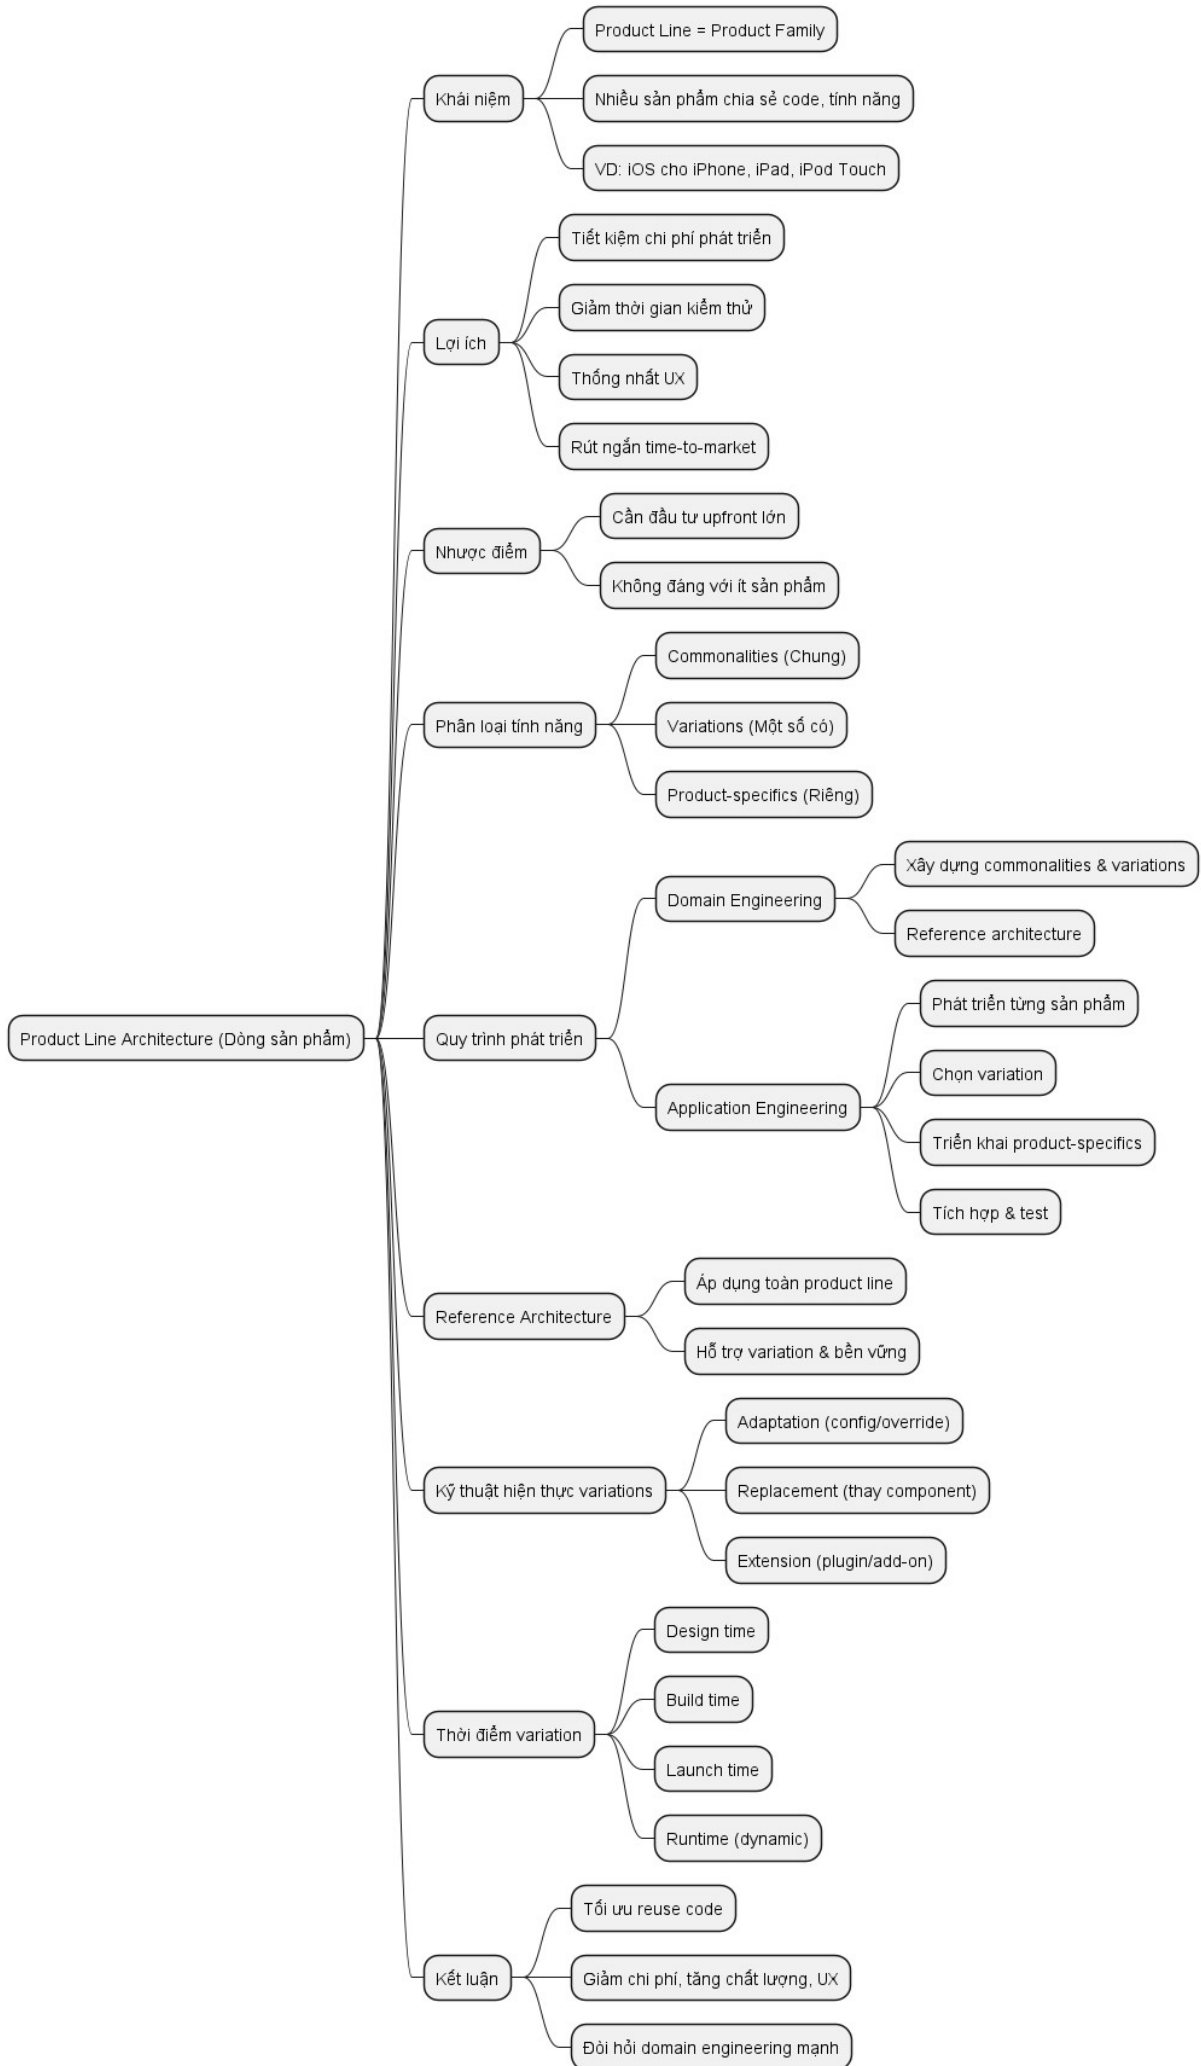 Product Line Architecture (Dòng sản phẩm)
Khái niệm
Product Line = Product Family
Nhiều sản phẩm chia sẻ code, tính năng
VD: iOS cho iPhone, iPad, iPod Touch
Lợi ích
Tiết kiệm chi phí phát triển
Giảm thời gian kiểm thử
Thống nhất UX
Rút ngắn time-to-market
Nhược điểm
Cần đầu tư upfront lớn
Không đáng với ít sản phẩm
Phân loại tính năng
Commonalities (Chung)
Variations (Một số có)
Product-specifics (Riêng)
Quy trình phát triển
Domain Engineering
Xây dựng commonalities & variations
Reference architecture
Application Engineering
Phát triển từng sản phẩm
Chọn variation
Triển khai product-specifics
Tích hợp & test
Reference Architecture
Áp dụng toàn product line
Hỗ trợ variation & bền vững
Kỹ thuật hiện thực variations
Adaptation (config/override)
Replacement (thay component)
Extension (plugin/add-on)
Thời điểm variation
Design time
Build time
Launch time
Runtime (dynamic)
Kết luận
Tối ưu reuse code
Giảm chi phí, tăng chất lượng, UX
Đòi hỏi domain engineering mạnh